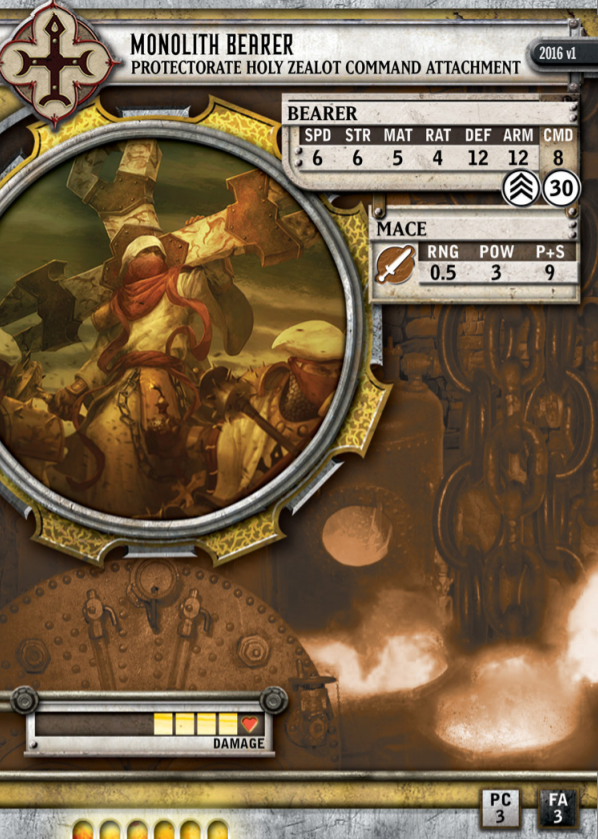 MONOLITH BEARER
PROTECTORATE HOLY ZEALOT COMMAND ATTACHMENT
2016 v1
BEARER
SPD STR MAT RAT DEF ARM CMD
6 6 5 4 12 12 8
30
MACE
RNG POW P+S
0.5 3 9
DAMAGE
PC FA
3 3